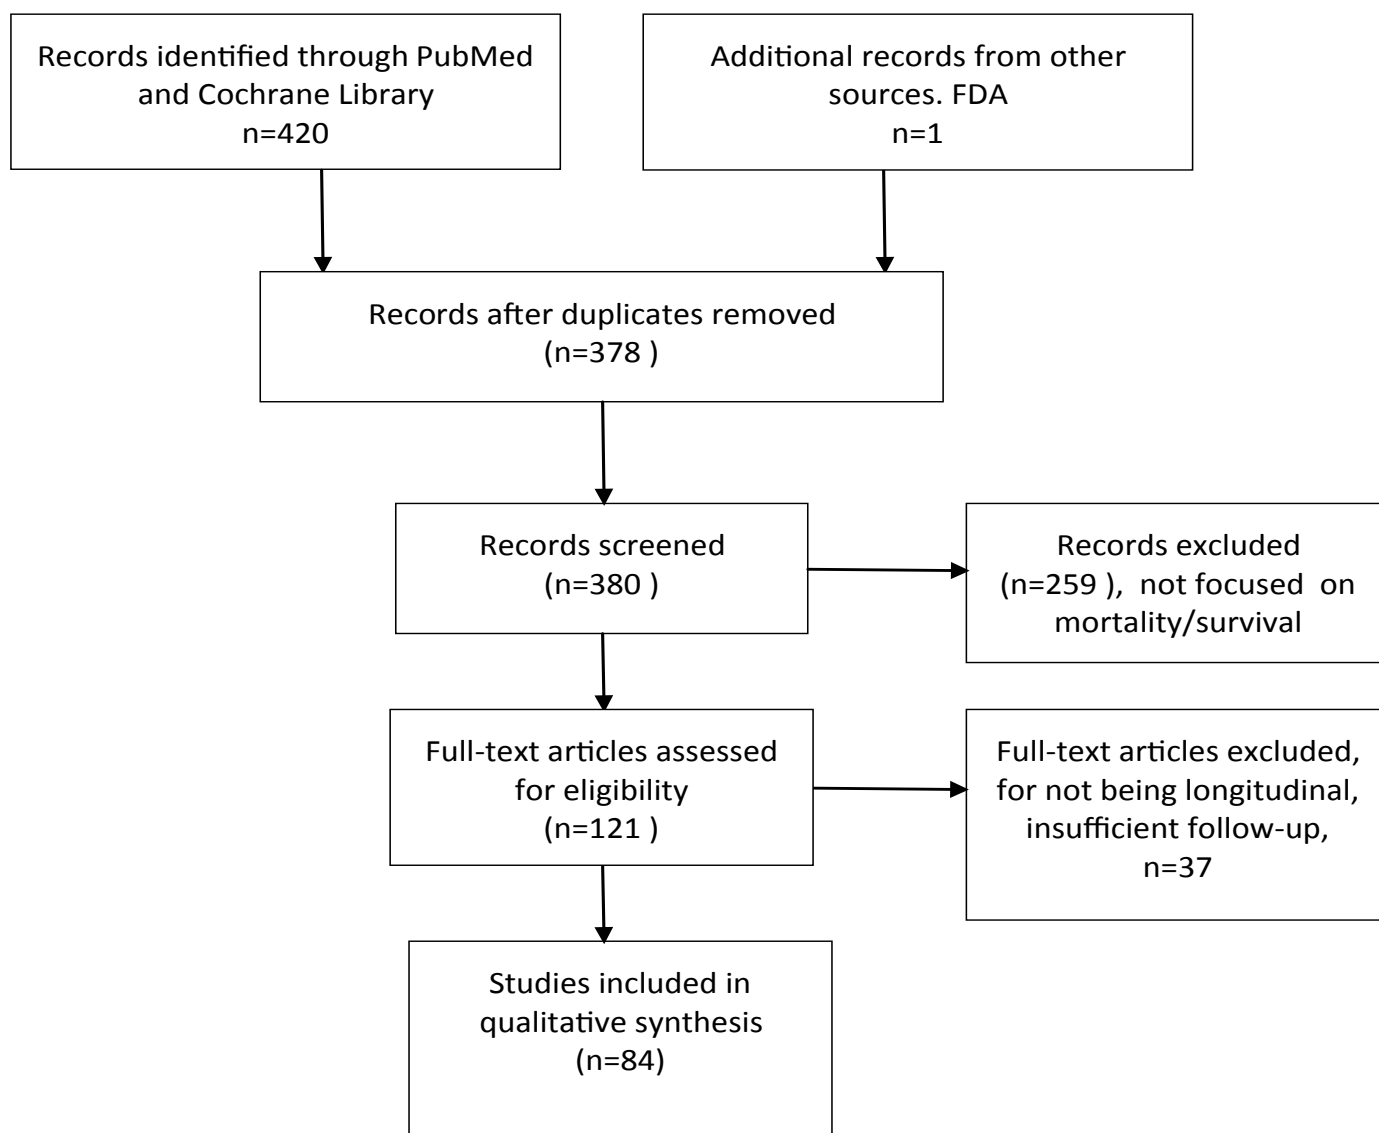 Records identified through PubMed
and Cochrane Library
n=420
Additional records from other
sources. FDA
n=1
Records after duplicates removed
(n=378 )
Records screened
(n=380 )
Records excluded
(n=259 ),  not focused  on
mortality/survival
Full-text articles assessed
for eligibility
(n=121 )
Full-text articles excluded,
for not being longitudinal,
insufficient follow-up,
n=37
Studies included in
qualitative synthesis
(n=84)